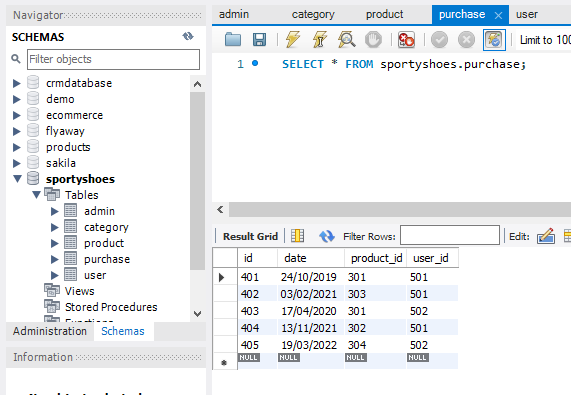 Navigator
SCHEMAS
Filter objects
crmdatabase
demo
ecommerce
flyaway
products
sakila
sportyshoes
Tables
admin
category
product
purchase
user
Views
Stored Procedures
Functions
Administration Schemas
Information
admin category product purchase × user
Limit to 100
1 SELECT * FROM sportyshoes.purchase;
Result Grid Filter Rows: Edit:
id date product_id user_id
401 24/10/2019 301 501
402 03/02/2021 303 501
403 17/04/2020 301 502
404 13/11/2021 302 501
405 19/03/2022 304 502
NULL NULL NULL NULL